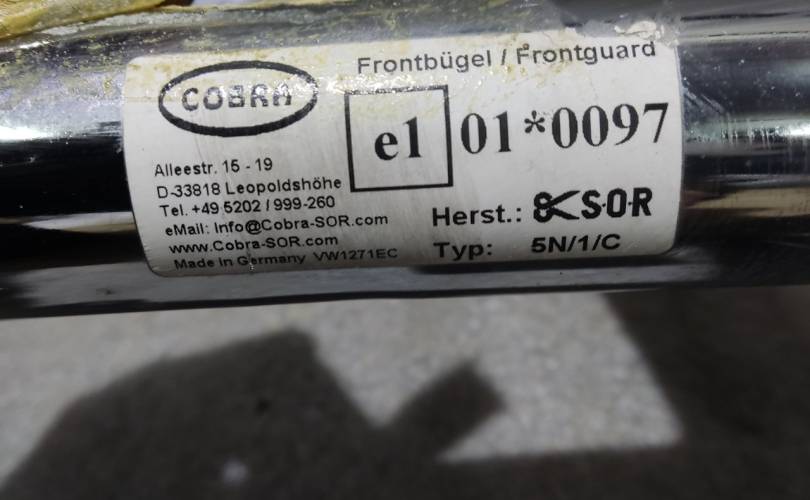 COBRA
Frontbügel / Frontguard
e1 01*0097
Alleestr. 15 - 19
D-33818 Leopoldshöhe
Tel. +49 5202 / 999-260
eMail: Info@Cobra-SOR.com
www.Cobra-SOR.com
Made in Germany VW1271EC
Herst.: S·O·R
Typ: 5N/1/C